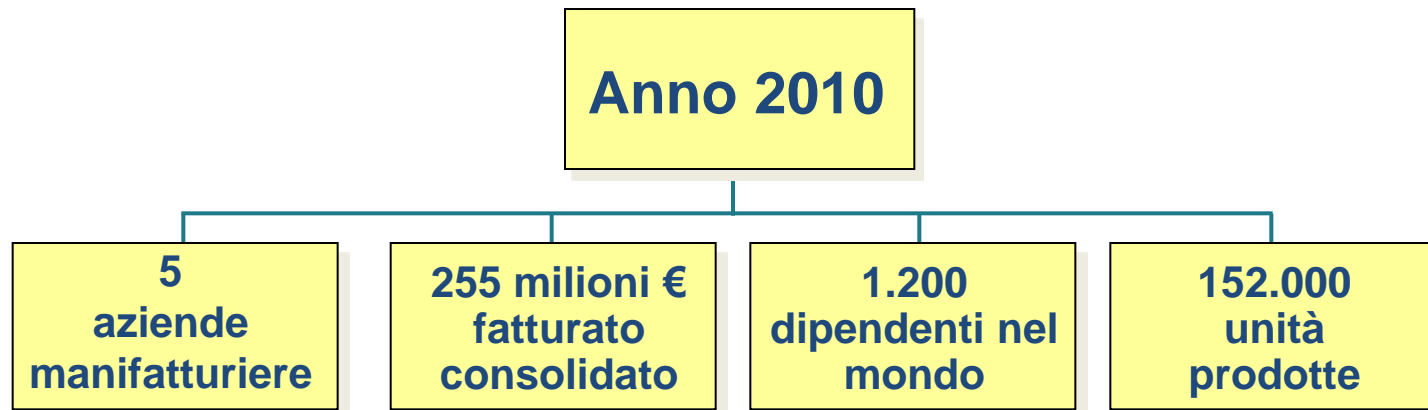 Anno 2010
5
aziende
manifatturiere
255 milioni €
fatturato
consolidato
1.200
dipendenti nel
mondo
152.000
unità
prodotte